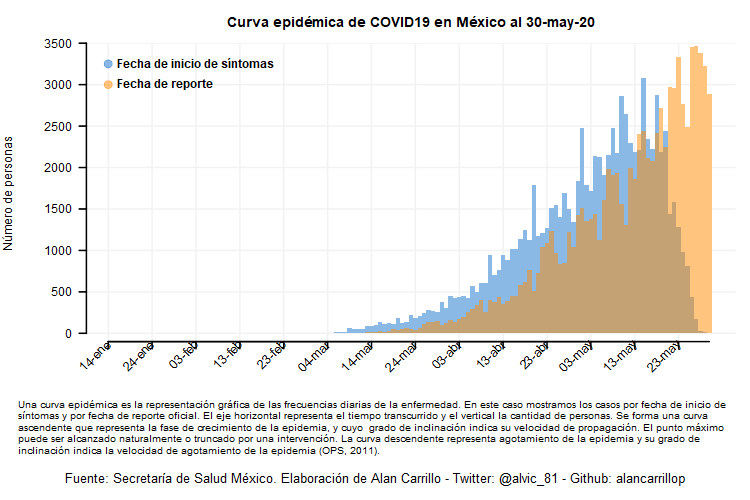 Curva epidémica de COVID19 en México al 30-may-20
3500
3000
2500
2000
1500
1000
500
0
Número de personas
Fecha de inicio de síntomas
Fecha de reporte
14-ene
24-ene
03-feb
13-feb
23-feb
04-mar
14-mar
24-mar
03-abr
13-abr
23-abr
03-may
13-may
23-may
Una curva epidémica es la representación gráfica de las frecuencias diarias de la enfermedad. En este caso mostramos los casos por fecha de inicio de
síntomas y por fecha de reporte oficial. El eje horizontal representa el tiempo transcurrido y el vertical la cantidad de personas. Se forma una curva
ascendente que representa la fase de crecimiento de la epidemia, y cuyo grado de inclinación indica su velocidad de propagación. El punto máximo
puede ser alcanzado naturalmente o truncado por una intervención. La curva descendente representa agotamiento de la epidemia y su grado de
inclinación indica la velocidad de agotamiento de la epidemia (OPS, 2011).
Fuente: Secretaría de Salud México. Elaboración de Alan Carrillo - Twitter: @alvic_81 - Github: alancarrillop